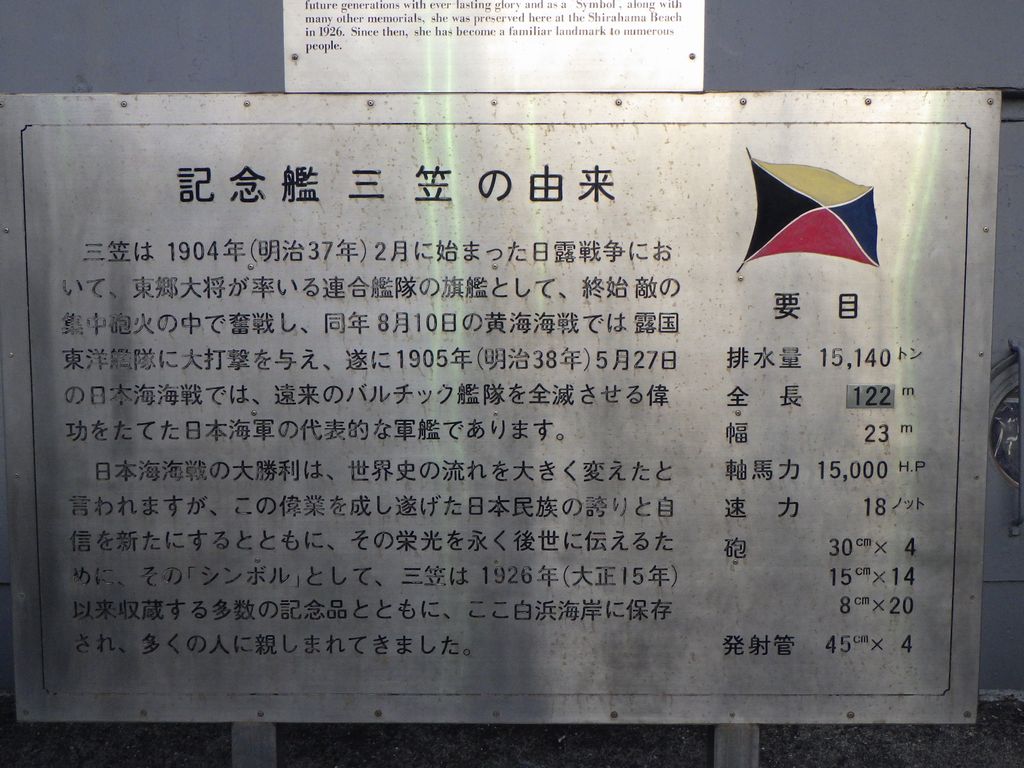 future generations with ever lasting glory and as a "Symbol", along with
many other memorials, she was preserved here at the Shirahama Beach
in 1926. Since then, she has become a familiar landmark to numerous
people.
記念艦 三 笠 の由来
三笠は 1904年(明治37年)2月に始まった日露戦争にお
いて、東郷大将が率いる連合艦隊の旗艦として、終始 敵の
集中砲火の中で奮戦し、同年 8月10日の黄海海戦では 露国
東洋艦隊に大打撃を与え、遂に1905年(明治38年)5月27日
の日本海海戦では、遠来のバルチック艦隊を全滅させる偉
功をたてた日本海軍の代表的な軍艦であります。
日本海海戦の大勝利は、世界史の流れを大きく変えたと
言われますが、この偉業を成し遂げた日本民族の誇りと自
信を新たにするとともに、その栄光を永く後世に伝えるた
めに、その「シンボル」として、三笠は 1926年(大正15年)
以来収蔵する多数の記念品とともに、ここ白浜海岸に保存
され、多くの人に親しまれてきました。
要 目
排水量 15,140トン
全 長 122 m
幅 23 m
軸馬力 15,000 H.P
速 力 18ノット
砲 30cm× 4
15cm×14
8cm×20
発射管 45cm× 4